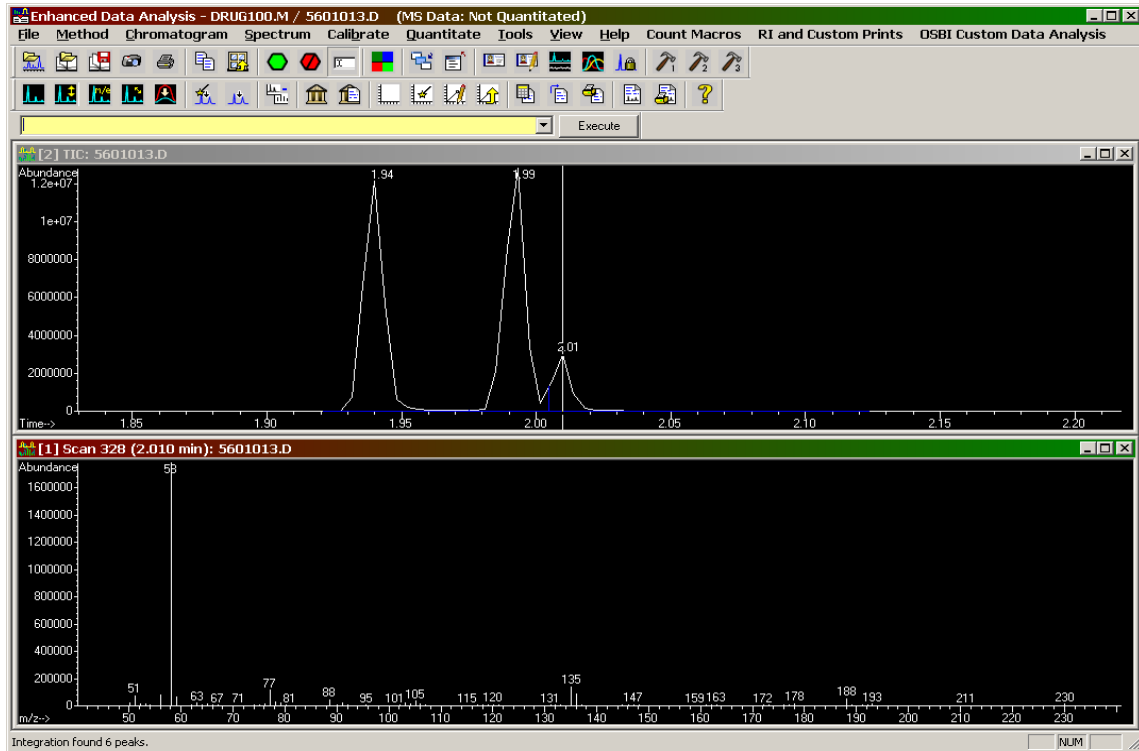 Enhanced Data Analysis - DRUG100.M / 5601013.D (MS Data: Not Quantitated)
File Method Chromatogram Spectrum Calibrate Quantitate Tools View Help Count Macros RI and Custom Prints OSBI Custom Data Analysis
Execute
[2] TIC: 5601013.D
Abundance
1.94 1.99
1.2e+07
1e+07
8000000
6000000
4000000
2.01
2000000
0
Time--> 1.85 1.90 1.95 2.00 2.05 2.10 2.15 2.20
[1] Scan 328 (2.010 min): 5601013.D
Abundance
58
1600000
1400000
1200000
1000000
800000
600000
400000
200000
51 63 67 71 77 81 88 95 101 105 115 120 131 135 147 159 163 172 178 188 193 211 230
0
m/z--> 50 60 70 80 90 100 110 120 130 140 150 160 170 180 190 200 210 220 230
Integration found 6 peaks.
NUM